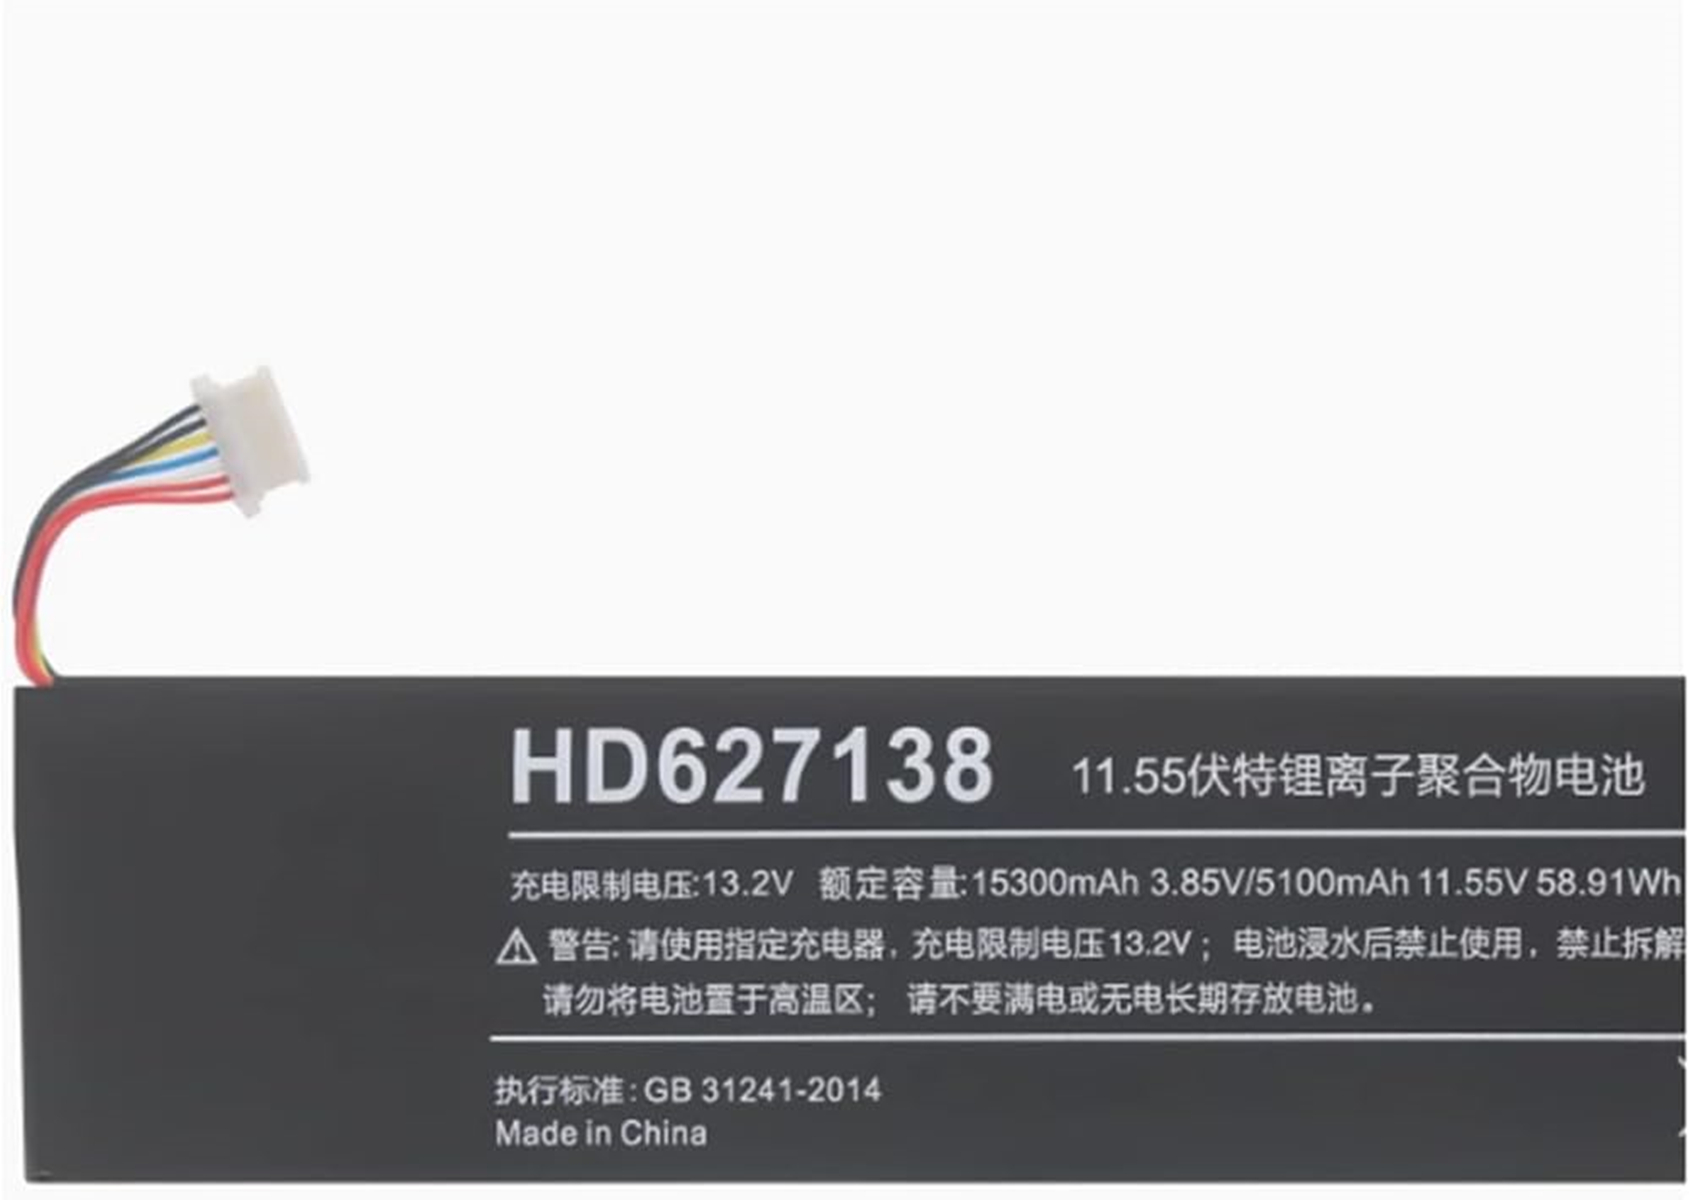 HD627138 11.55伏特锂离子聚合物电池
充电限制电压:13.2V 额定容量:15300mAh 3.85V/5100mAh 11.55V 58.91Wh
警告: 请使用指定充电器，充电限制电压13.2V；电池浸水后禁止使用，禁止拆解
请勿将电池置于高温区； 请不要满电或无电长期存放电池。
执行标准: GB 31241-2014
Made in China